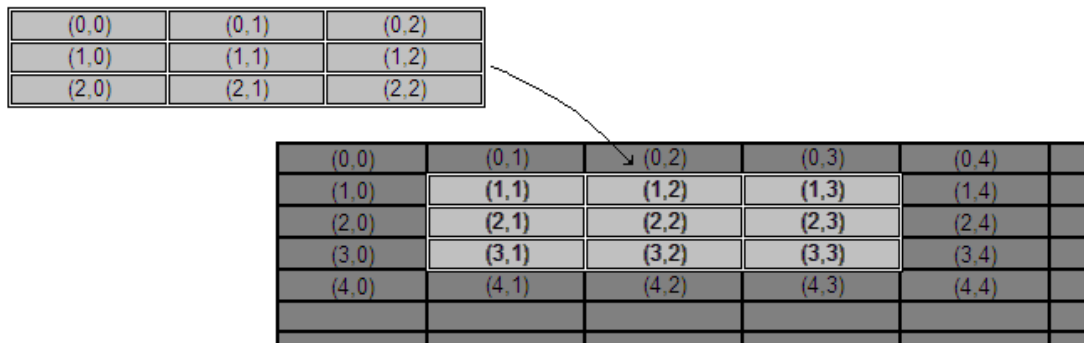 (0,0) (0,1) (0,2)
(1,0) (1,1) (1,2)
(2,0) (2,1) (2,2)
(0,0) (0,1) (0,2) (0,3) (0,4)
(1,0) (1,1) (1,2) (1,3) (1,4)
(2,0) (2,1) (2,2) (2,3) (2,4)
(3,0) (3,1) (3,2) (3,3) (3,4)
(4,0) (4,1) (4,2) (4,3) (4,4)